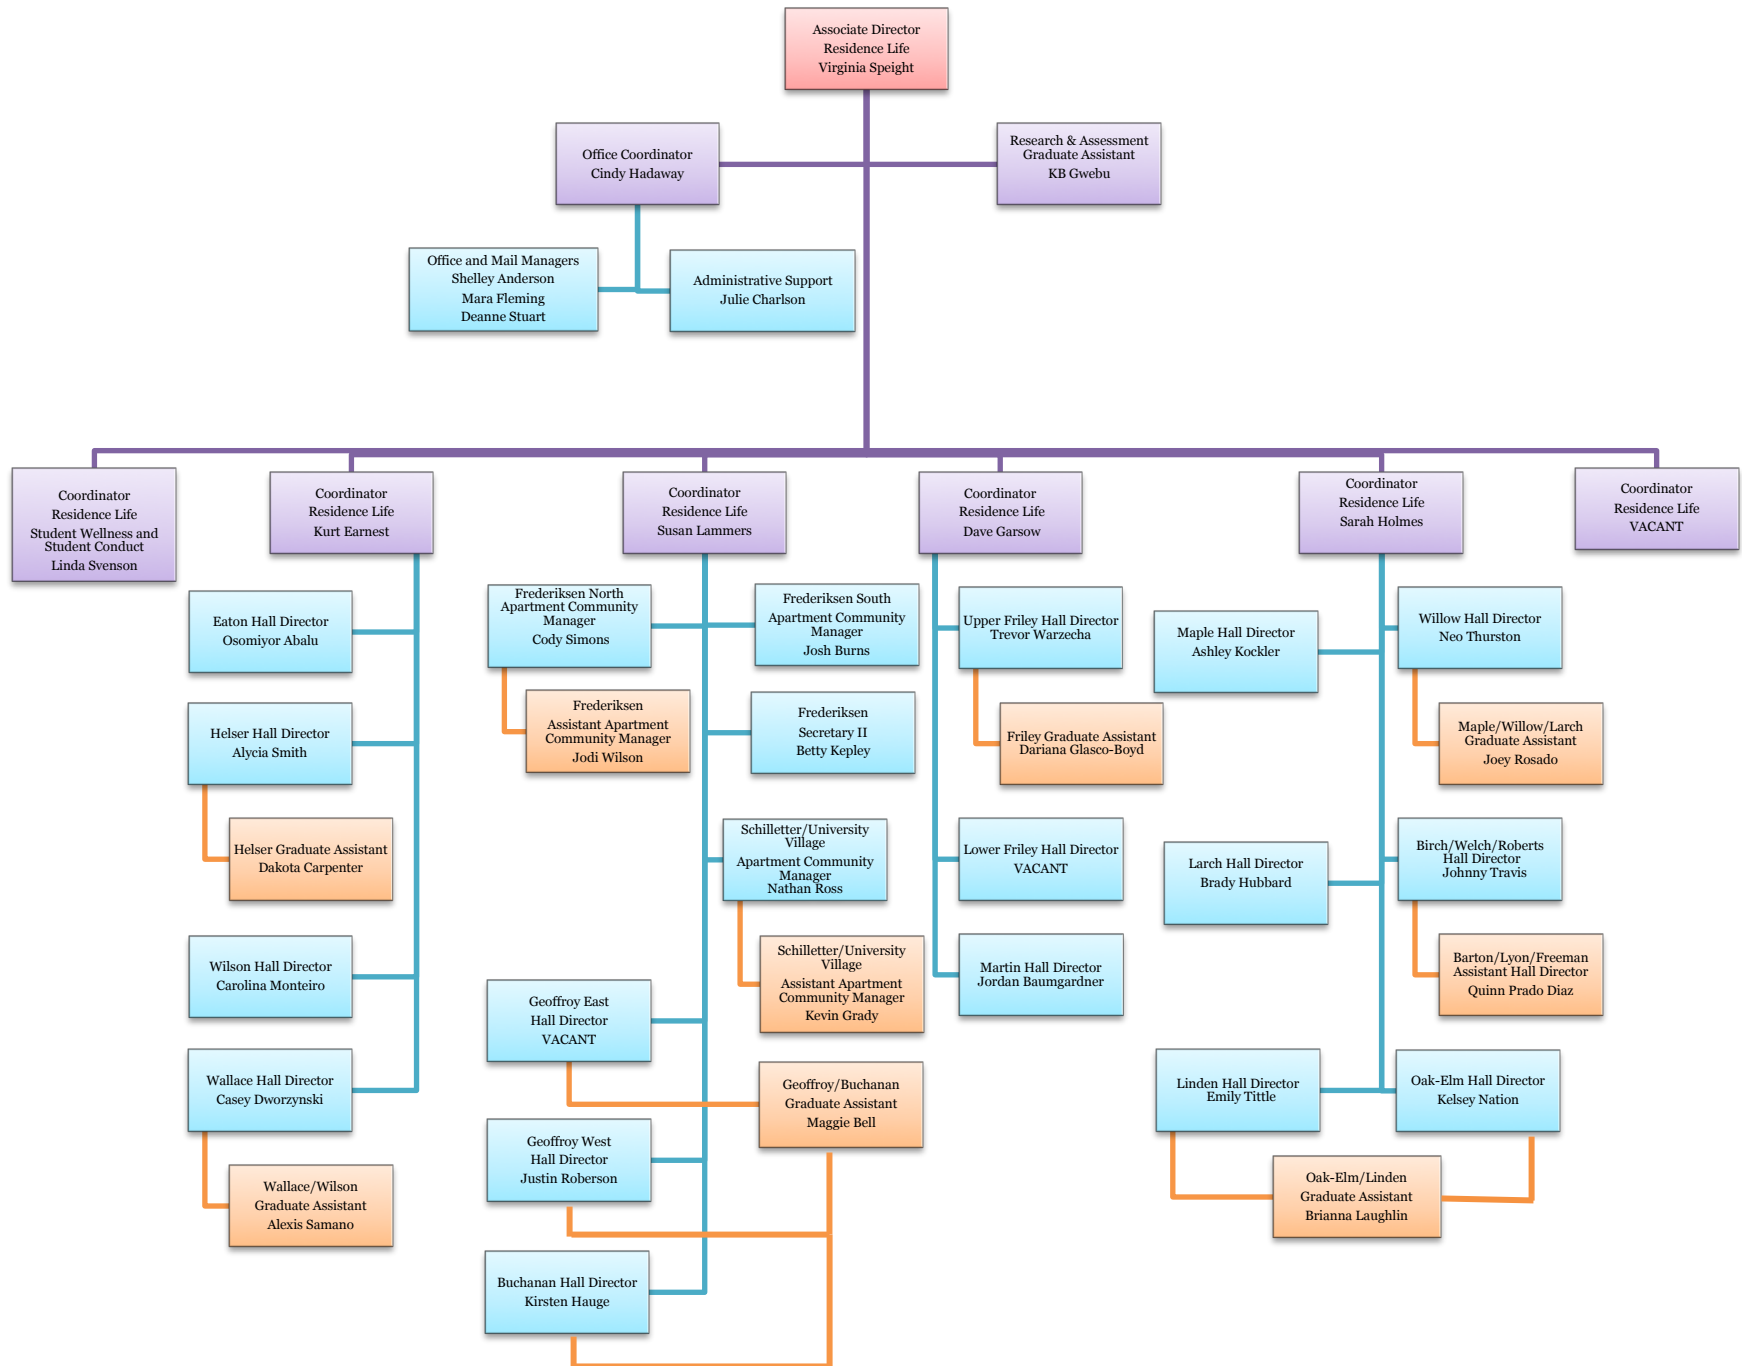 Associate Director
Residence Life
Virginia Speight
Office Coordinator
Cindy Hadaway
Research & Assessment
Graduate Assistant
KB Gwebu
Office and Mail Managers
Shelley Anderson
Mara Fleming
Deanne Stuart
Administrative Support
Julie Charlson
Coordinator
Residence Life
Student Wellness and
Student Conduct
Linda Svenson
Coordinator
Residence Life
Kurt Earnest
Coordinator
Residence Life
Susan Lammers
Coordinator
Residence Life
Dave Garsow
Coordinator
Residence Life
Sarah Holmes
Coordinator
Residence Life
VACANT
Eaton Hall Director
Osomiyor Abalu
Helser Hall Director
Alycia Smith
Helser Graduate Assistant
Dakota Carpenter
Wilson Hall Director
Carolina Monteiro
Wallace Hall Director
Casey Dworzynski
Wallace/Wilson
Graduate Assistant
Alexis Samano
Frederiksen North
Apartment Community
Manager
Cody Simons
Frederiksen South
Apartment Community
Manager
Josh Burns
Frederiksen
Assistant Apartment
Community Manager
Jodi Wilson
Frederiksen
Secretary II
Betty Kepley
Schilletter/University
Village
Apartment Community
Manager
Nathan Ross
Schilletter/University
Village
Assistant Apartment
Community Manager
Kevin Grady
Geoffroy East
Hall Director
VACANT
Geoffroy/Buchanan
Graduate Assistant
Maggie Bell
Geoffroy West
Hall Director
Justin Roberson
Buchanan Hall Director
Kirsten Hauge
Upper Friley Hall Director
Trevor Warzecha
Friley Graduate Assistant
Dariana Glasco-Boyd
Lower Friley Hall Director
VACANT
Martin Hall Director
Jordan Baumgardner
Maple Hall Director
Ashley Kockler
Willow Hall Director
Neo Thurston
Maple/Willow/Larch
Graduate Assistant
Joey Rosado
Larch Hall Director
Brady Hubbard
Birch/Welch/Roberts
Hall Director
Johnny Travis
Barton/Lyon/Freeman
Assistant Hall Director
Quinn Prado Diaz
Linden Hall Director
Emily Tittle
Oak-Elm Hall Director
Kelsey Nation
Oak-Elm/Linden
Graduate Assistant
Brianna Laughlin